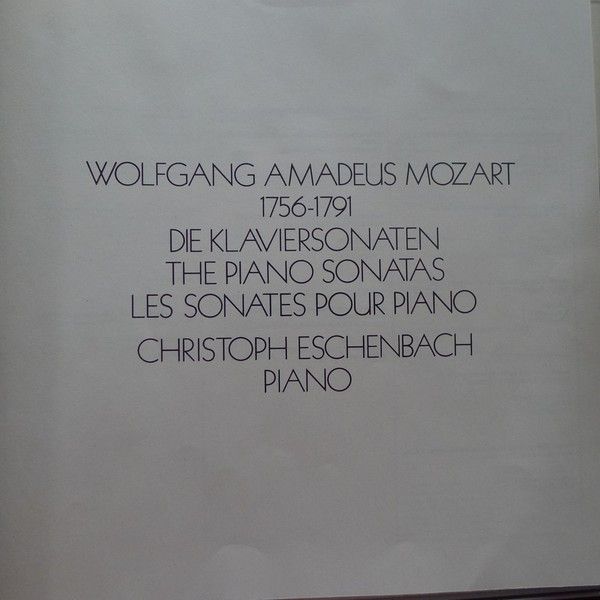 WOLFGANG AMADEUS MOZART
1756-1791
DIE KLAVIERSONATEN
THE PIANO SONATAS
LES SONATES POUR PIANO
CHRISTOPH ESCHENBACH
PIANO